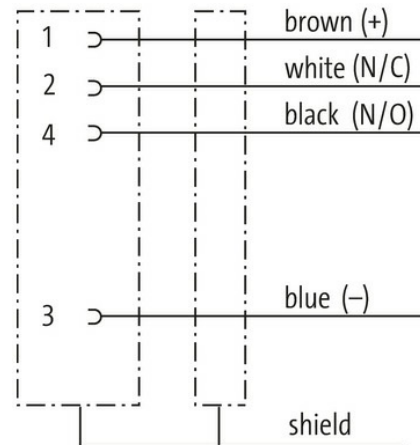 1 brown (+)
2 white (N/C)
4 black (N/O)
3 blue (–)
shield